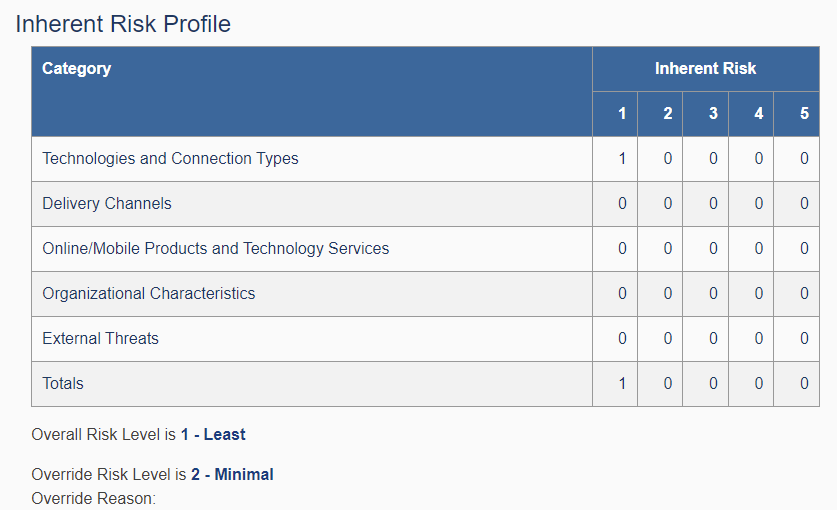 Inherent Risk Profile
Category Inherent Risk
1 2 3 4 5
Technologies and Connection Types 1 0 0 0 0
Delivery Channels 0 0 0 0 0
Online/Mobile Products and Technology Services 0 0 0 0 0
Organizational Characteristics 0 0 0 0 0
External Threats 0 0 0 0 0
Totals 1 0 0 0 0
Overall Risk Level is 1 - Least
Override Risk Level is 2 - Minimal
Override Reason: